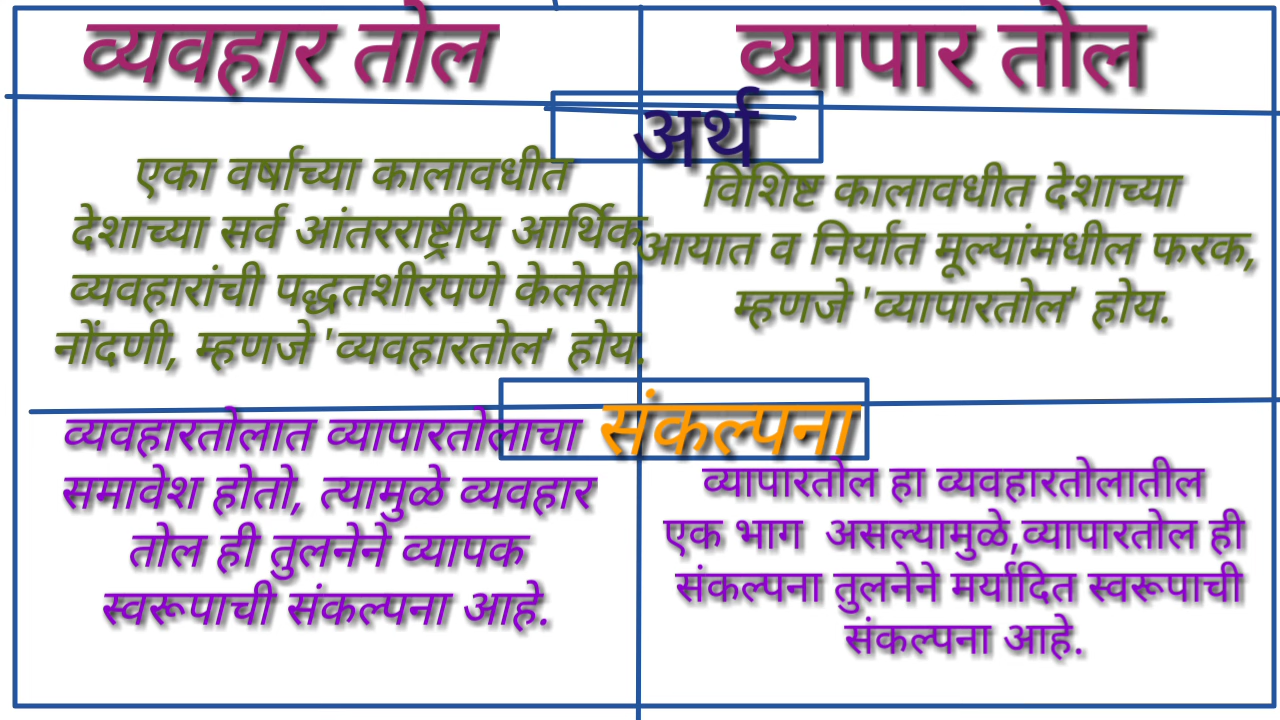 व्यवहार तोल
व्यापार तोल
अर्थ
एका वर्षाच्या कालावधीत
देशाच्या सर्व आंतरराष्ट्रीय आर्थिक
व्यवहारांची पद्धतशीरपणे केलेली
नोंदणी, म्हणजे 'व्यवहारतोल' होय.
विशिष्ट कालावधीत देशाच्या
आयात व निर्यात मूल्यांमधील फरक,
म्हणजे 'व्यापारतोल' होय.
संकल्पना
व्यवहारतोलात व्यापारतोलाचा
समावेश होतो, त्यामुळे व्यवहार
तोल ही तुलनेने व्यापक
स्वरूपाची संकल्पना आहे.
व्यापारतोल हा व्यवहारतोलातील
एक भाग असल्यामुळे,व्यापारतोल ही
संकल्पना तुलनेने मर्यादित स्वरूपाची
संकल्पना आहे.